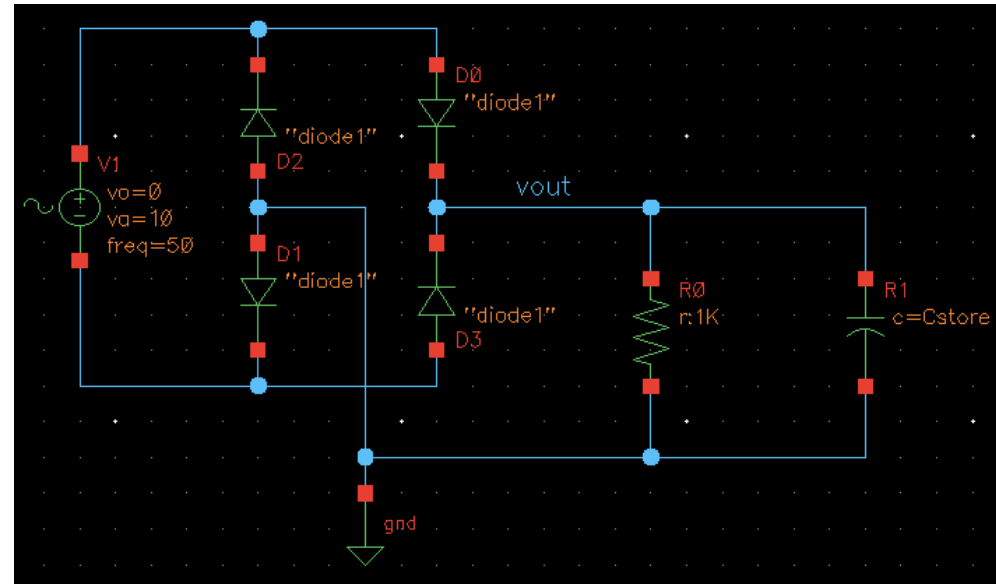 V1
vo=0
va=10
freq=50
"diode1"
D2
D1
"diode1"
D0
"diode1"
"diode1"
D3
vout
R0
r:1K
R1
c=Cstore
gnd